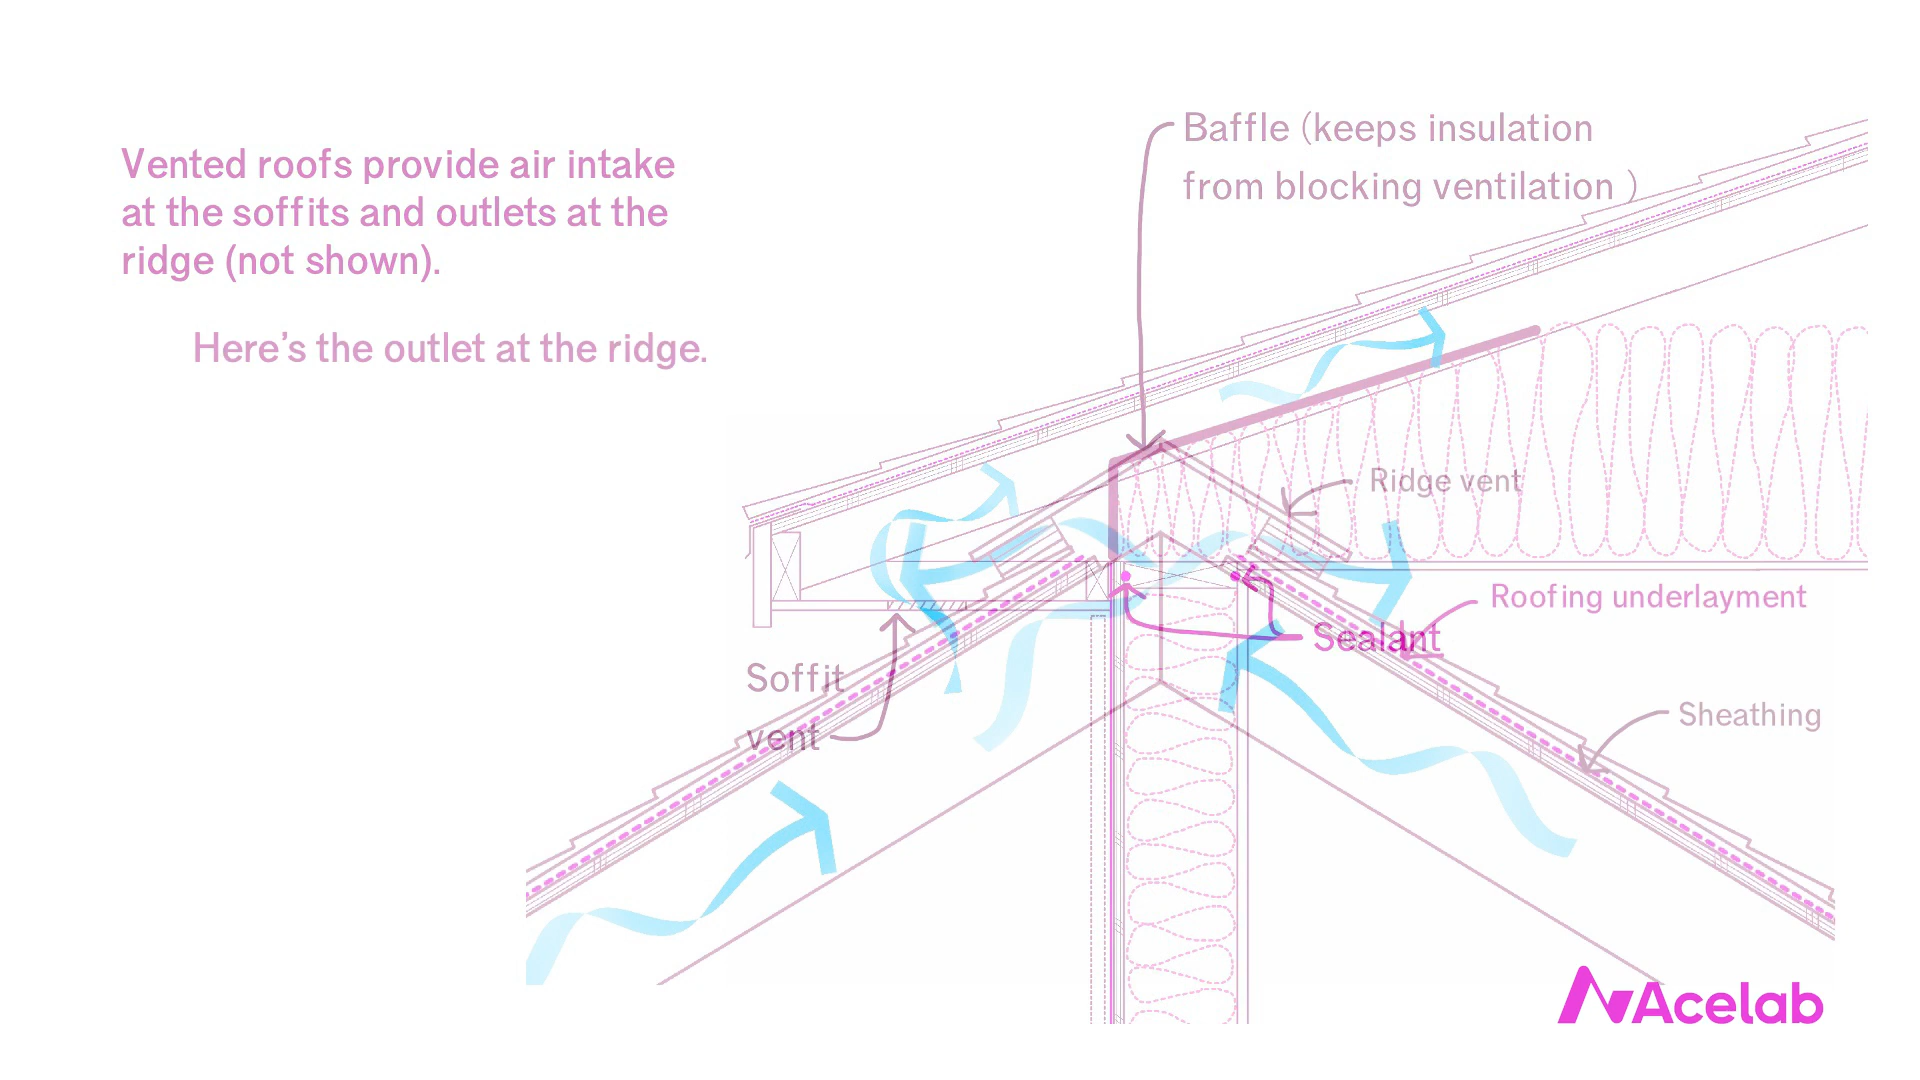 Vented roofs provide air intake
at the soffits and outlets at the
ridge (not shown).
Here's the outlet at the ridge.
Baffle (keeps insulation
from blocking ventilation )
Ridge vent
Roofing underlayment
Sealant
Soffit
vent
Sheathing
Acelab